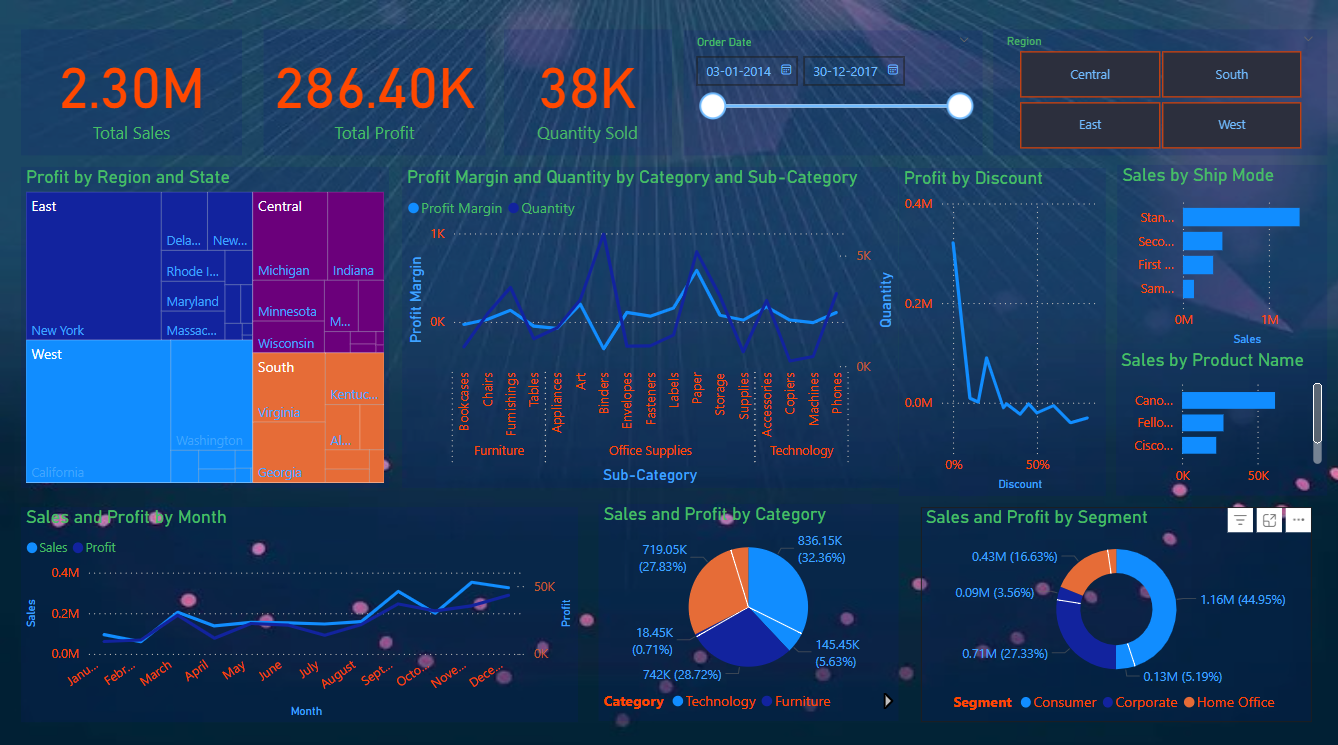 2.30M
Total Sales
286.40K
Total Profit
38K
Quantity Sold
Order Date
03-01-2014
30-12-2017
Region
Central
South
East
West
Profit by Region and State
East
Dela...
New...
Rhode I...
Maryland
Massac...
New York
Central
Michigan
Indiana
Minnesota
M...
Wisconsin
West
Washington
California
South
Kentuc...
Virginia
Al...
Georgia
Profit Margin and Quantity by Category and Sub-Category
Profit Margin
Quantity
1K
0K
Profit Margin
5K
0K
Quantity
Bookcases
Chairs
Furnishings
Tables
Appliances
Art
Binders
Envelopes
Fasteners
Labels
Paper
Storage
Supplies
Accessories
Copiers
Machines
Phones
Furniture
Office Supplies
Technology
Sub-Category
Profit by Discount
0.4M
0.2M
0.0M
0%
50%
Discount
Sales by Ship Mode
Stan...
Seco...
First ...
Sam...
0M
1M
Sales
Sales by Product Name
Cano...
Fello...
Cisco...
0K
50K
Sales and Profit by Month
Sales
Profit
0.4M
0.2M
0.0M
Sales
50K
0K
Profit
Janu...
Febr...
March
April
May
June
July
August
Sept...
Octo...
Nove...
Dece...
Month
Sales and Profit by Category
719.05K
(27.83%)
836.15K
(32.36%)
18.45K
(0.71%)
145.45K
(5.63%)
742K (28.72%)
Category
Technology
Furniture
Sales and Profit by Segment
0.43M (16.63%)
0.09M (3.56%)
1.16M (44.95%)
0.71M (27.33%)
0.13M (5.19%)
Segment
Consumer
Corporate
Home Office